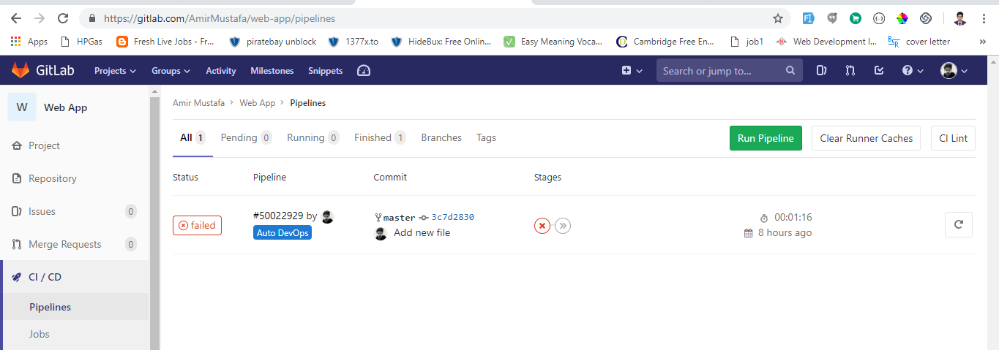 https://gitlab.com/AmirMustafa/web-app/pipelines
Apps HPGas Fresh Live Jobs - Fr... piratebay unblock 1377x.to HideBux: Free Onlin... Easy Meaning Voca... Cambridge Free En... job1 Web Development I... cover letter »
GitLab Projects Groups Activity Milestones Snippets Search or jump to...
W Web App
Amir Mustafa > Web App > Pipelines
Project
Repository
Issues 0
Merge Requests 0
CI / CD
Pipelines
Jobs
All 1 Pending 0 Running 0 Finished 1 Branches Tags Run Pipeline Clear Runner Caches CI Lint
Status Pipeline Commit Stages
failed #50022929 by master 3c7d2830 00:01:16
Auto DevOps Add new file 8 hours ago